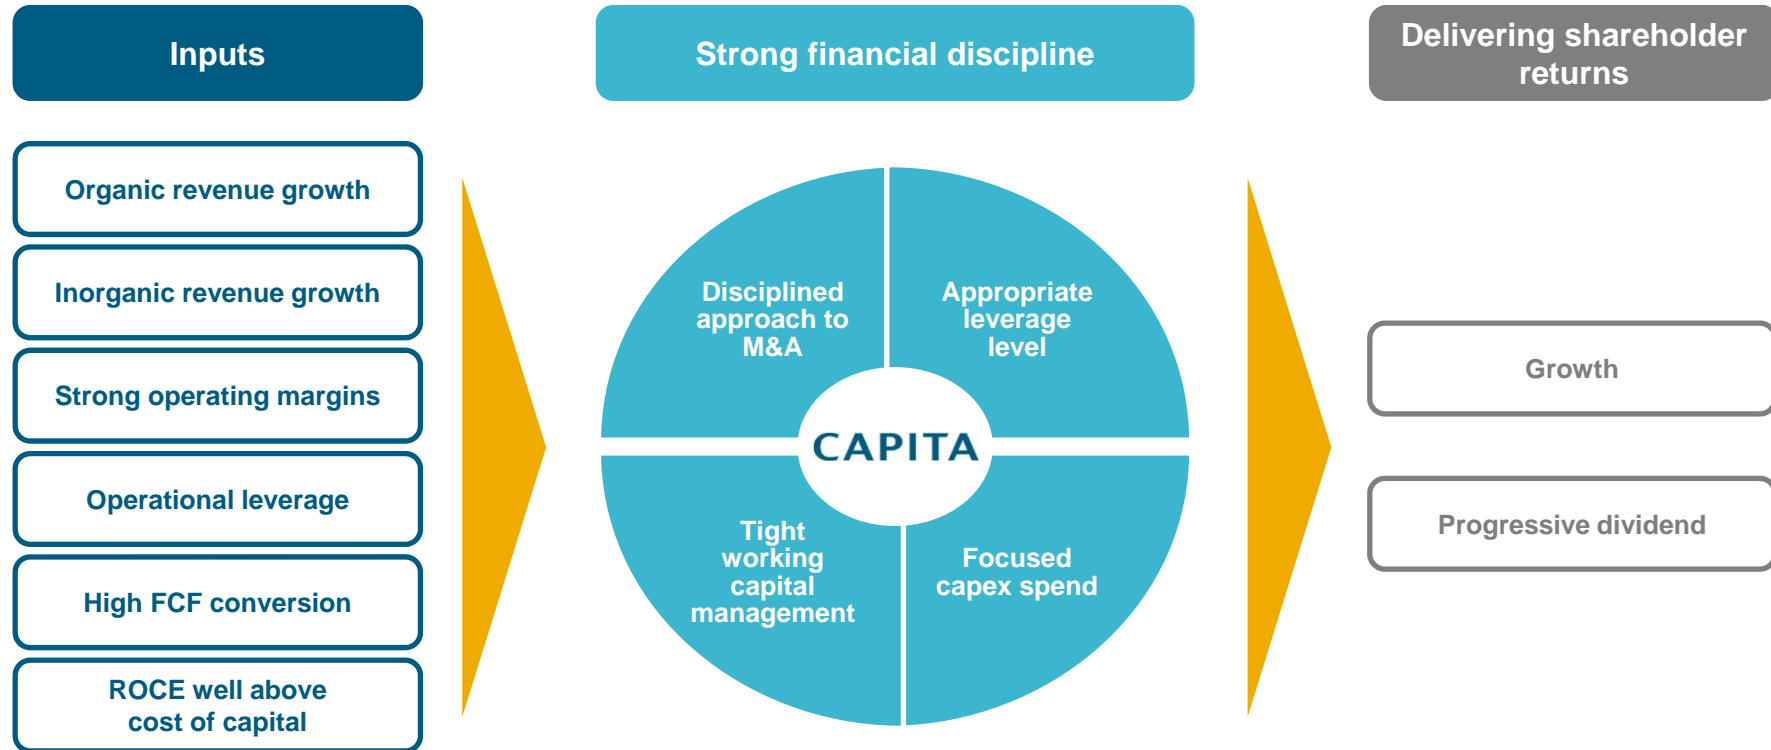 Inputs
Organic revenue growth
Inorganic revenue growth
Strong operating margins
Operational leverage
High FCF conversion
ROCE well above
cost of capital
Strong financial discipline
Disciplined
approach to
M&A
Appropriate
leverage
level
CAPITA
Tight
working
capital
management
Focused
capex spend
Delivering shareholder
returns
Growth
Progressive dividend